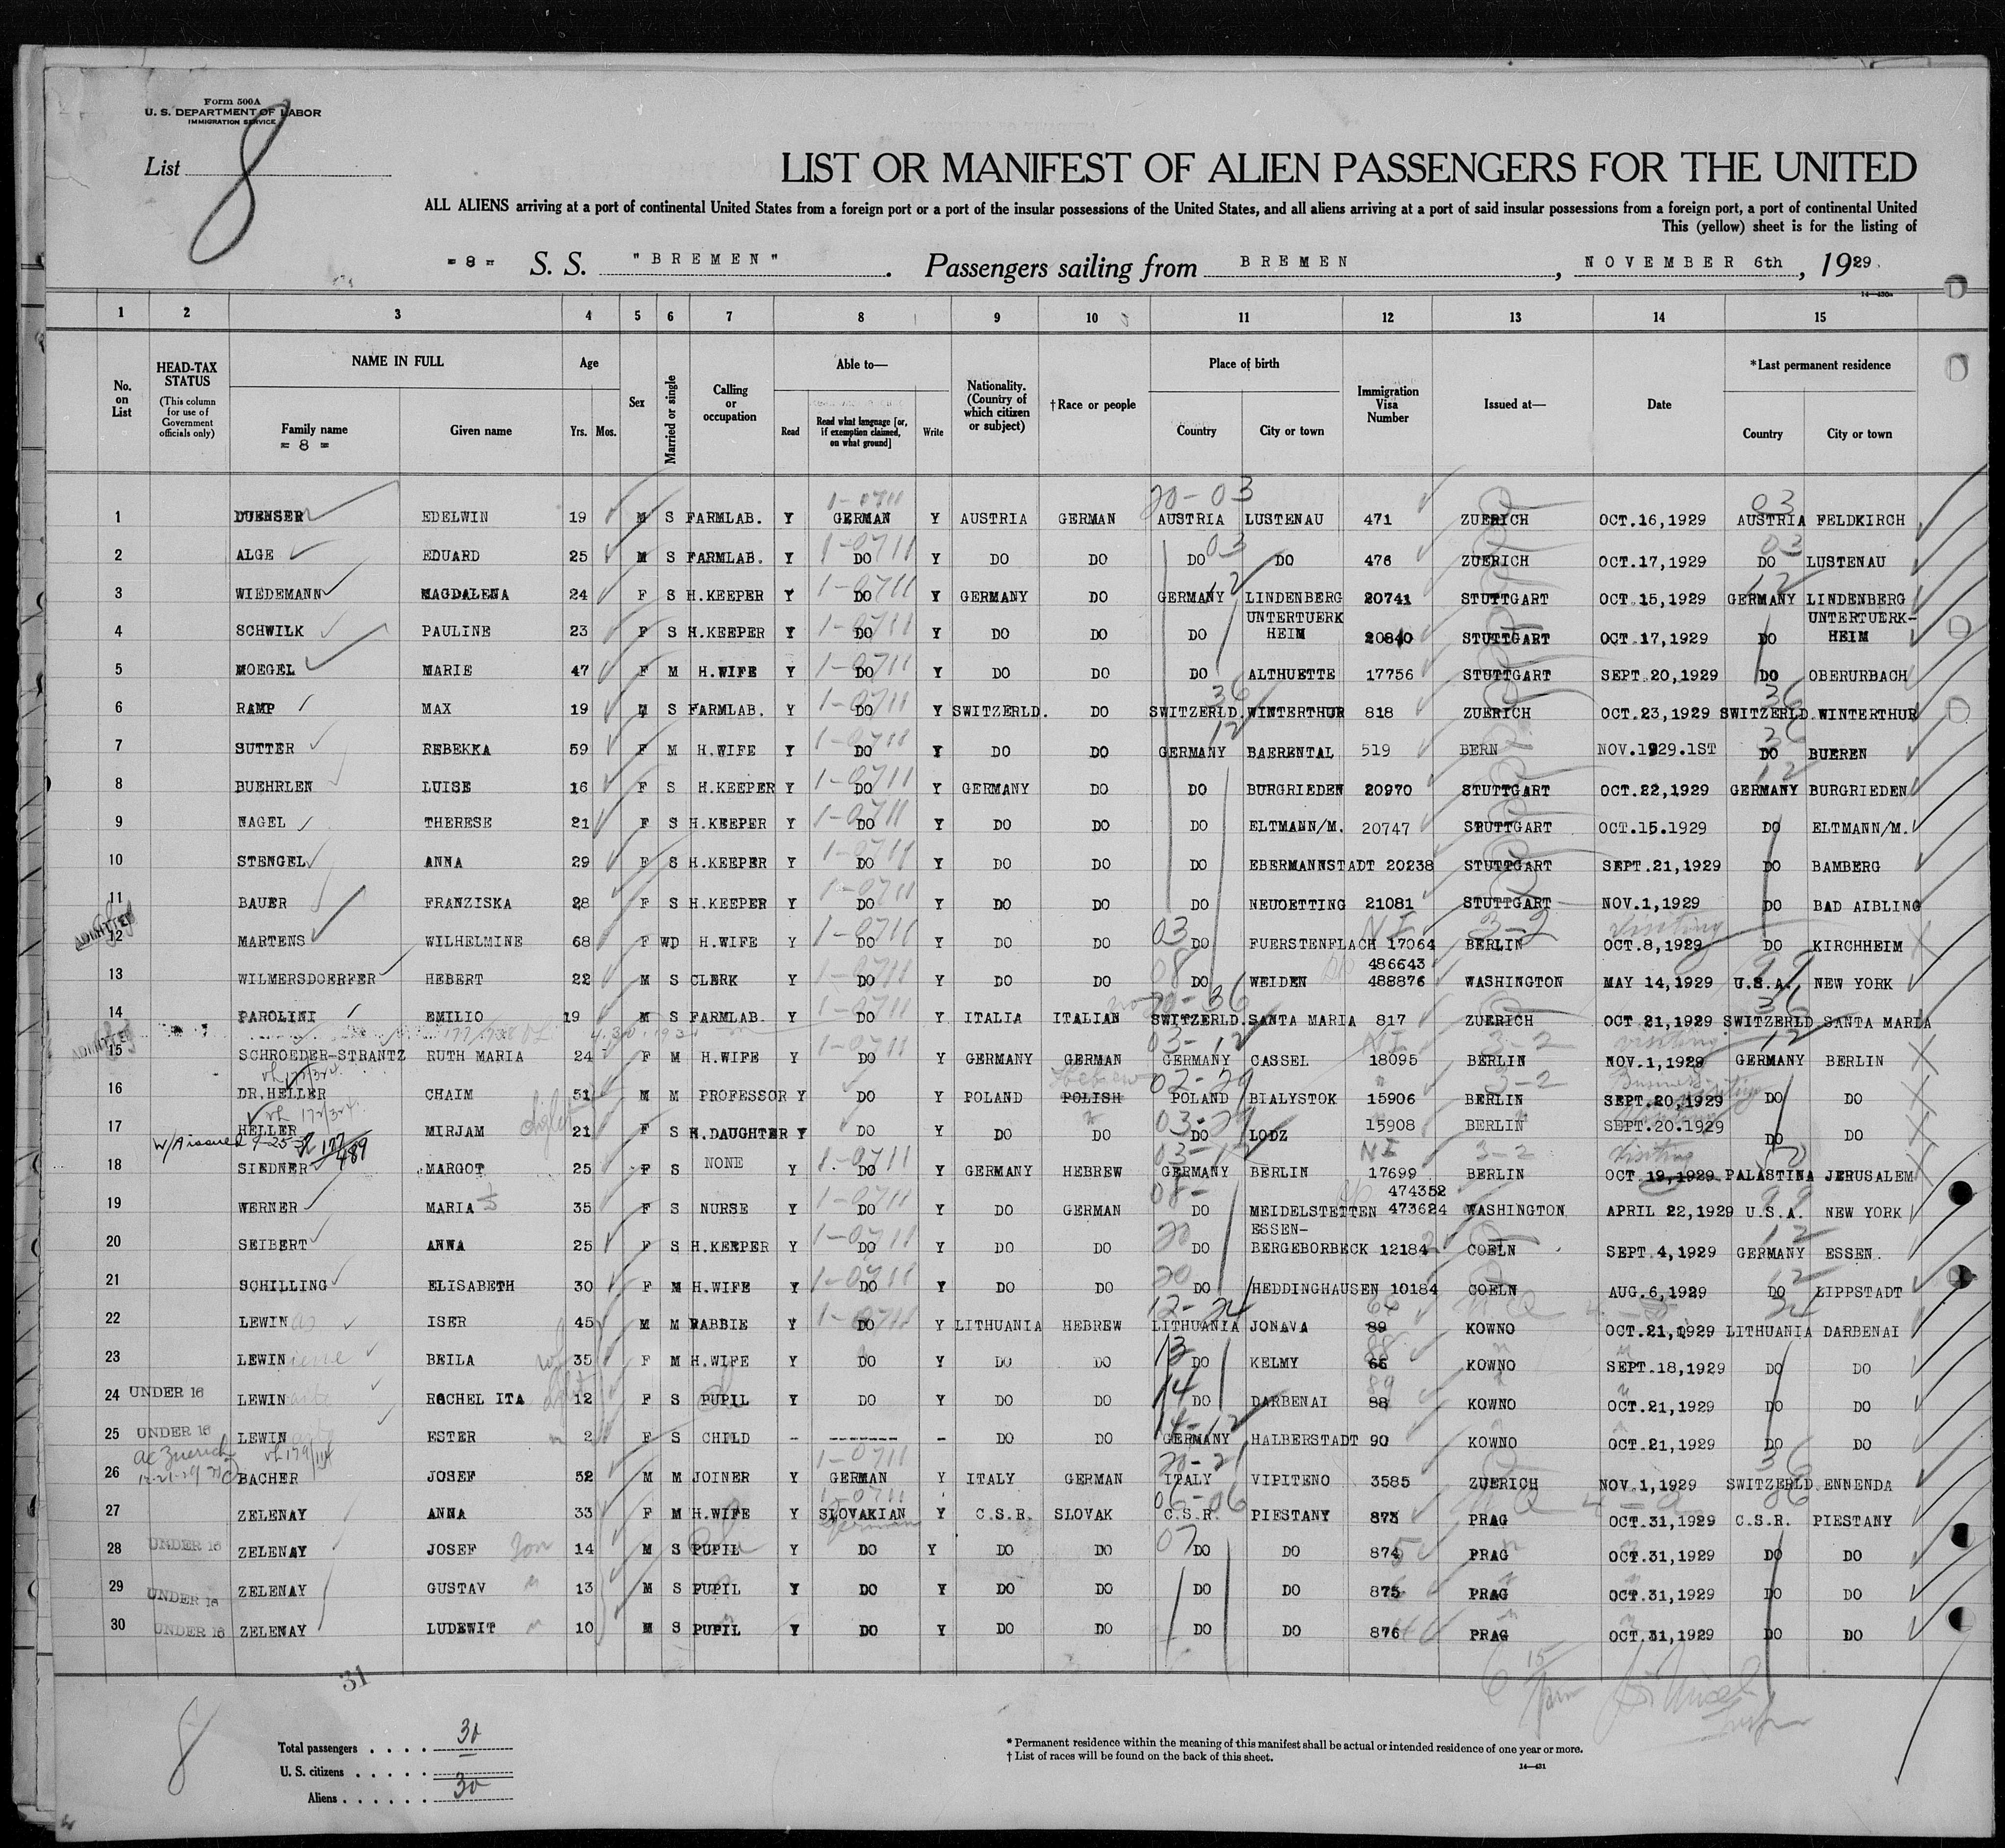 Form 500A
U. S. DEPARTMENT OF LABOR
IMMIGRATION SERVICE
List 8
LIST OR MANIFEST OF ALIEN PASSENGERS FOR THE UNITED
ALL ALIENS arriving at a port of continental United States from a foreign port or a port of the insular possessions of the United States, and all aliens arriving at a port of said insular possessions from a foreign port, a port of continental United
This (yellow) sheet is for the listing of
= 8 = S. S. "BREMEN". Passengers sailing from BREMEN, NOVEMBER 6th, 1929.
14—430a
1 2 3 4 5 6 7 8 9 10 11 12 13 14 15
No. on List HEAD-TAX STATUS (This column for use of Government officials only) NAME IN FULL Family name = 8 = Given name Age Yrs. Mos. Sex Married or single Calling or occupation Able to— Read Read what language [or, if exemption claimed, on what ground] Write Nationality. (Country of which citizen or subject) †Race or people Place of birth Country City or town Immigration Visa Number Issued at— Date *Last permanent residence Country City or town
1 DUENSER EDELWIN 19 M S FARMLAB. Y GERMAN Y AUSTRIA GERMAN AUSTRIA LUSTENAU 471 ZUERICH OCT.16,1929 AUSTRIA FELDKIRCH
2 ALGE EDUARD 25 M S FARMLAB. Y DO Y DO DO DO DO 476 ZUERICH OCT.17,1929 DO LUSTENAU
3 WIEDEMANN MAGDALENA 24 F S H.KEEPER Y DO Y GERMANY DO GERMANY LINDENBERG 20741 STUTTGART OCT.15,1929 GERMANY LINDENBERG
4 SCHWILK PAULINE 23 F S H.KEEPER Y DO Y DO DO DO UNTERTUERK HEIM 20840 STUTTGART OCT.17,1929 DO UNTERTUERK- HEIM
5 MOEGEL MARIE 47 F M H.WIFE Y DO Y DO DO DO ALTHUETTE 17756 STUTTGART SEPT.20,1929 DO OBERURBACH
6 RAMP MAX 19 M S FARMLAB. Y DO Y SWITZERLD. DO SWITZERLD. WINTERTHUR 818 ZUERICH OCT.23,1929 SWITZERLD. WINTERTHUR
7 SUTTER REBEKKA 59 F M H.WIFE Y DO Y DO DO GERMANY BAERENTAL 519 BERN NOV.1929.1ST DO BUEREN
8 BUEHRLEN LUISE 16 F S H.KEEPER Y DO Y GERMANY DO DO BURGRIEDEN 20970 STUTTGART OCT.22,1929 GERMANY BURGRIEDEN
9 NAGEL THERESE 21 F S H.KEEPER Y DO Y DO DO DO ELTMANN/M. 20747 STUTTGART OCT.15.1929 DO ELTMANN/M.
10 STENGEL ANNA 29 F S H.KEEPER Y DO Y DO DO DO EBERMANNSTADT 20238 STUTTGART SEPT.21,1929 DO BAMBERG
11 BAUER FRANZISKA 28 F S H.KEEPER Y DO Y DO DO DO NEUOETTING 21081 STUTTGART NOV.1,1929 DO BAD AIBLING
ADMITTED
12 MARTENS WILHELMINE 68 F WD H.WIFE Y DO Y DO DO DO FUERSTENFLACH 17064 BERLIN OCT.8,1929 DO KIRCHHEIM
13 WILMERSDOERFER HEBERT 22 M S CLERK Y DO Y DO DO DO WEIDEN 486643 488876 WASHINGTON MAY 14,1929 U.S.A. NEW YORK
14 PAROLINI EMILIO 19 M S FARMLAB. Y DO Y ITALIA ITALIAN SWITZERLD. SANTA MARIA 817 ZUERICH OCT 21,1929 SWITZERLD SANTA MARIA
ADMITTED
15 SCHROEDER-STRANTZ RUTH MARIA 24 F M H.WIFE Y DO Y GERMANY GERMAN GERMANY CASSEL 18095 BERLIN NOV.1,1929 GERMANY BERLIN
16 DR.HELLER CHAIM 51 M M PROFESSOR Y DO Y POLAND POLISH Hebrew POLAND BIALYSTOK 15906 BERLIN SEPT.20,1929 DO DO
17 HELLER MIRJAM 21 F S H.DAUGHTER Y DO Y DO DO DO LODZ 15908 BERLIN SEPT.20.1929 DO DO
W/A issued 9-25-
18 SIEDNER MARGOT 25 F S NONE Y DO Y GERMANY HEBREW GERMANY BERLIN 17699 BERLIN OCT 19,1929 PALASTINA JERUSALEM
19 WERNER MARIA 35 F S NURSE Y DO Y DO GERMAN DO MEIDELSTETTEN 474352 473624 WASHINGTON APRIL 22,1929 U.S.A. NEW YORK
20 SEIBERT ANNA 25 F S H.KEEPER Y DO Y DO DO DO ESSEN- BERGEBORBECK 12184 COELN SEPT.4,1929 GERMANY ESSEN.
21 SCHILLING ELISABETH 30 F M H.WIFE Y DO Y DO DO DO HEDDINGHAUSEN 10184 COELN AUG.6,1929 DO LIPPSTADT
22 LEWIN ISER 45 M M RABBIE Y DO Y LITHUANIA HEBREW LITHUANIA JONAVA 89 KOWNO OCT.21,1929 LITHUANIA DARBENAI
23 LEWIN BEILA 35 F M H.WIFE Y DO Y DO DO DO KELMY 66 KOWNO SEPT.18,1929 DO DO
24 UNDER 16 LEWIN ROCHEL ITA 12 F S PUPIL Y DO Y DO DO DO DARBENAI 88 KOWNO OCT.21,1929 DO DO
25 UNDER 16 LEWIN ESTER 2 F S CHILD - ------- - DO DO GERMANY HALBERSTADT 90 KOWNO OCT.21,1929 DO DO
26 BACHER JOSEF 52 M M JOINER Y GERMAN Y ITALY GERMAN ITALY VIPITENO 3585 ZUERICH NOV.1,1929 SWITZERLD ENNENDA
27 ZELENAY ANNA 33 F M H.WIFE Y SLOVAKIAN Y C.S.R. SLOVAK C.S.R. PIESTANY 873 PRAG OCT.31,1929 C.S.R. PIESTANY
28 UNDER 16 ZELENAY JOSEF 14 M S PUPIL Y DO Y DO DO DO DO 874 PRAG OCT.31,1929 DO DO
29 UNDER 16 ZELENAY GUSTAV 13 M S PUPIL Y DO Y DO DO DO DO 875 PRAG OCT.31,1929 DO DO
30 UNDER 16 ZELENAY LUDEWIT 10 M S PUPIL Y DO Y DO DO DO DO 876 PRAG OCT.31,1929 DO DO
31
8
Total passengers . . . . 30
U. S. citizens . . . . .
Aliens . . . . . . 30
* Permanent residence within the meaning of this manifest shall be actual or intended residence of one year or more.
† List of races will be found on the back of this sheet.
14—431